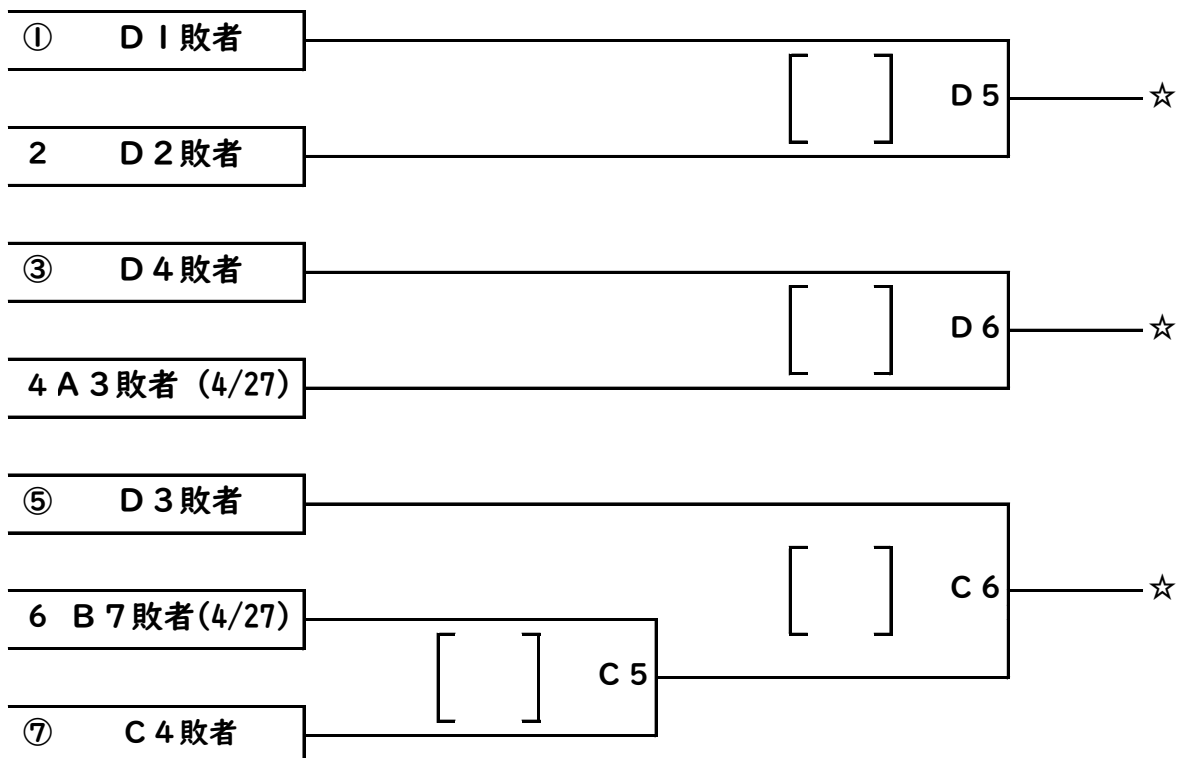 ① D1敗者
D5 ☆
2 D2敗者
③ D4敗者
D6 ☆
4 A3敗者 (4/27)
⑤ D3敗者
C6 ☆
6 B7敗者(4/27)
C5
⑦ C4敗者